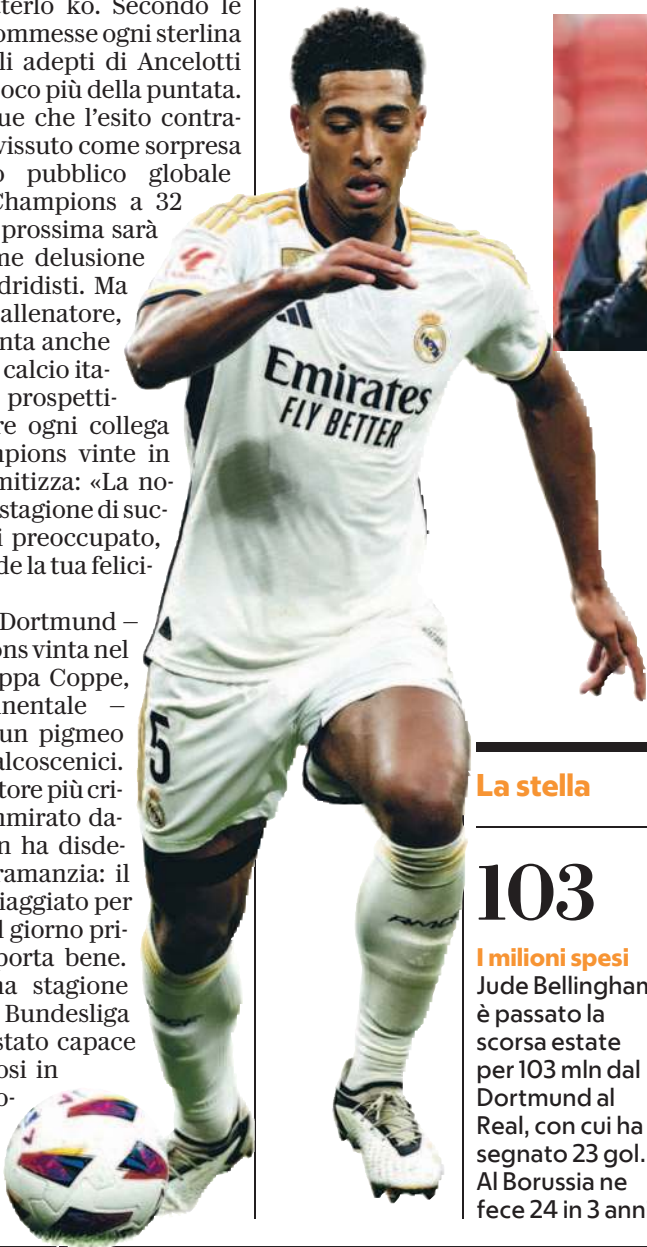 terlo ko. Secondo le
ommesse ogni sterlina
li adepti di Ancelotti
oco più della puntata.
ue che l'esito contra-
vissuto come sorpresa
o pubblico globale
Champions a 32
prossima sarà
me delusione
dridisti. Ma
allenatore,
nta anche
calcio ita-
prospetti-
re ogni collega
mpions vinte in
mitizza: «La no-
stagione di suc-
i preoccupato,
de la tua felici-
Dortmund –
ons vinta nel
ppa Coppe,
nentale –
un pigmeo
alcoscenici.
tore più cri-
mmirato da-
n ha disde-
ramanzia: il
iaggiato per
l giorno pri-
porta bene.
na stagione
Bundesliga
stato capace
osi in
o-
Emirates
FLY BETTER
5
La stella
103
I milioni spesi
Jude Bellingham
è passato la
scorsa estate
per 103 mln dal
Dortmund al
Real, con cui ha
segnato 23 gol.
Al Borussia ne
fece 24 in 3 ann